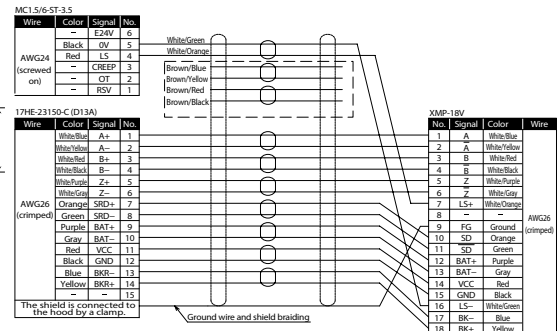 MC1.5/6-ST-3.5
Wire Color Signal No.
AWG24 (screwed on)
– E24V 6
Black 0V 5
Red LS 4
– CREEP 3
– OT 2
– RSV 1
White/Green
White/Orange
Brown/Blue
Brown/Yellow
Brown/Red
Brown/Black
17HE-23150-C (D13A)
Wire Color Signal No.
AWG26 (crimped)
White/Blue A+ 1
White/Yellow A– 2
White/Red B+ 3
White/Black B– 4
White/Purple Z+ 5
White/Gray Z– 6
Orange SRD+ 7
Green SRD– 8
Purple BAT+ 9
Gray BAT– 10
Red VCC 11
Black GND 12
Blue BKR– 13
Yellow BKR+ 14
– – 15
The shield is connected to
the hood by a clamp.
Ground wire and shield braiding
XMP-18V
No. Signal Color Wire
1 A White/Blue
2 A̅ White/Yellow
3 B White/Red
4 B̅ White/Black
5 Z White/Purple
6 Z̅ White/Gray
7 LS+ White/Orange
8 – –
9 FG Ground
10 SD Orange
11 S̅D̅ Green
12 BAT+ Purple
13 BAT– Gray
14 VCC Red
15 GND Black
16 LS– White/Green
17 BK– Blue
18 BK+ Yellow
AWG26
(crimped)